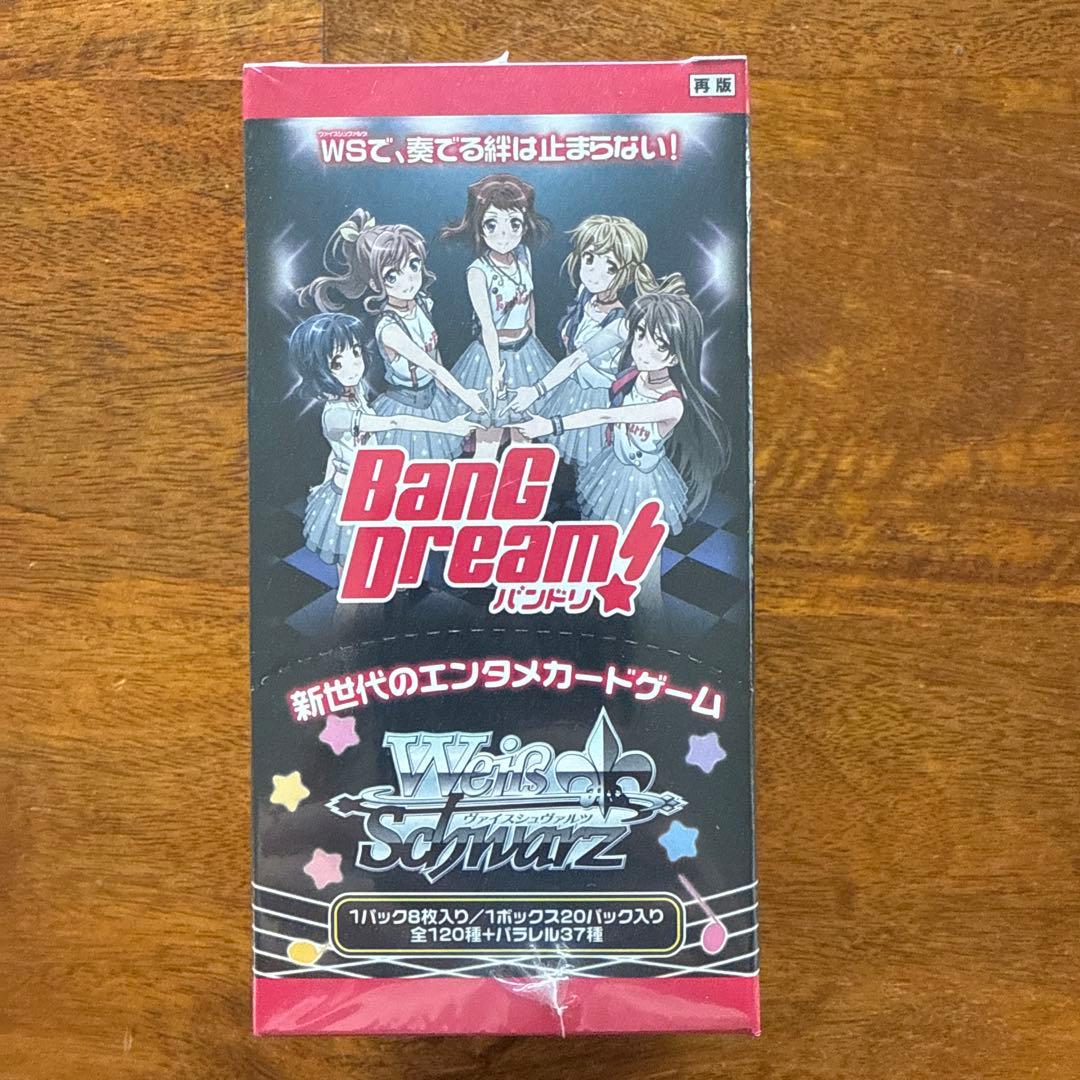 再版
ヴァイスシュヴァルツ
WSで、奏でる絆は止まらない!
BanG
Dream!
バンドリ
新世代のエンタメカードゲーム
Weiß
ヴァイスシュヴァルツ
Schwarz
1パック8枚入り/1ボックス20パック入り
全120種+パラレル37種